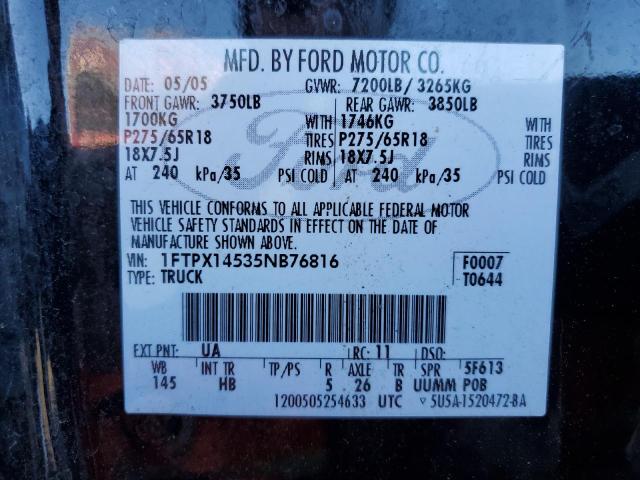 MFD. BY FORD MOTOR CO.
DATE: 05/05 GVWR: 7200LB/ 3265KG
FRONT GAWR: 3750LB REAR GAWR: 3850LB
1700KG WITH 1746KG WITH
P275/65R18 TIRES P275/65R18 TIRES
18X7.5J RIMS 18X7.5J RIMS
AT 240 kPa/35 PSI COLD AT 240 kPa/35 PSI COLD
THIS VEHICLE CONFORMS TO ALL APPLICABLE FEDERAL MOTOR
VEHICLE SAFETY STANDARDS IN EFFECT ON THE DATE OF
MANUFACTURE SHOWN ABOVE.
VIN: 1FTPX14535NB76816 F0007
TYPE: TRUCK T0644
Ford
EXT PNT: UA RC: 11 DSO:
WB INT TR TP/PS R AXLE TR SPR 5F613
145 HB 5 26 B UUMM POB
1200505254633 UTC ▽ 5U5A-1520472-BA